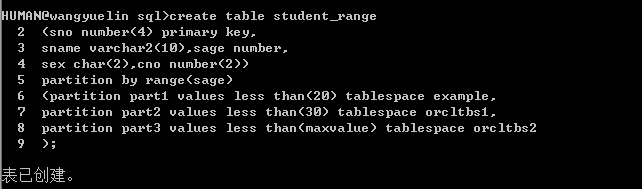 HUMAN@wangyuelin sql>create table student_range
2 (sno number(4) primary key,
3 sname varchar2(10),sage number,
4 sex char(2),cno number(2))
5 partition by range(sage)
6 (partition part1 values less than(20) tablespace example,
7 partition part2 values less than(30) tablespace orcltbs1,
8 partition part3 values less than(maxvalue) tablespace orcltbs2
9 );
表已创建。